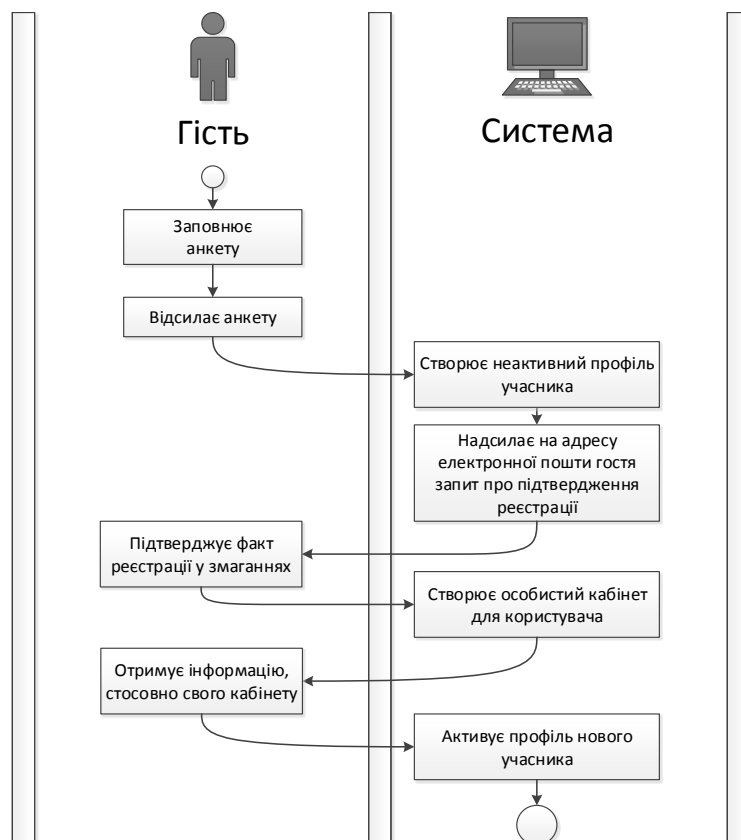 Гість
Система
Заповнює
анкету
Відсилає анкету
Створює неактивний профіль
учасника
Надсилає на адресу
електронної пошти гостя
запит про підтвердження
реєстрації
Підтверджує факт
реєстрації у змаганнях
Створює особистий кабінет
для користувача
Отримує інформацію,
стосовно свого кабінету
Активує профіль нового
учасника